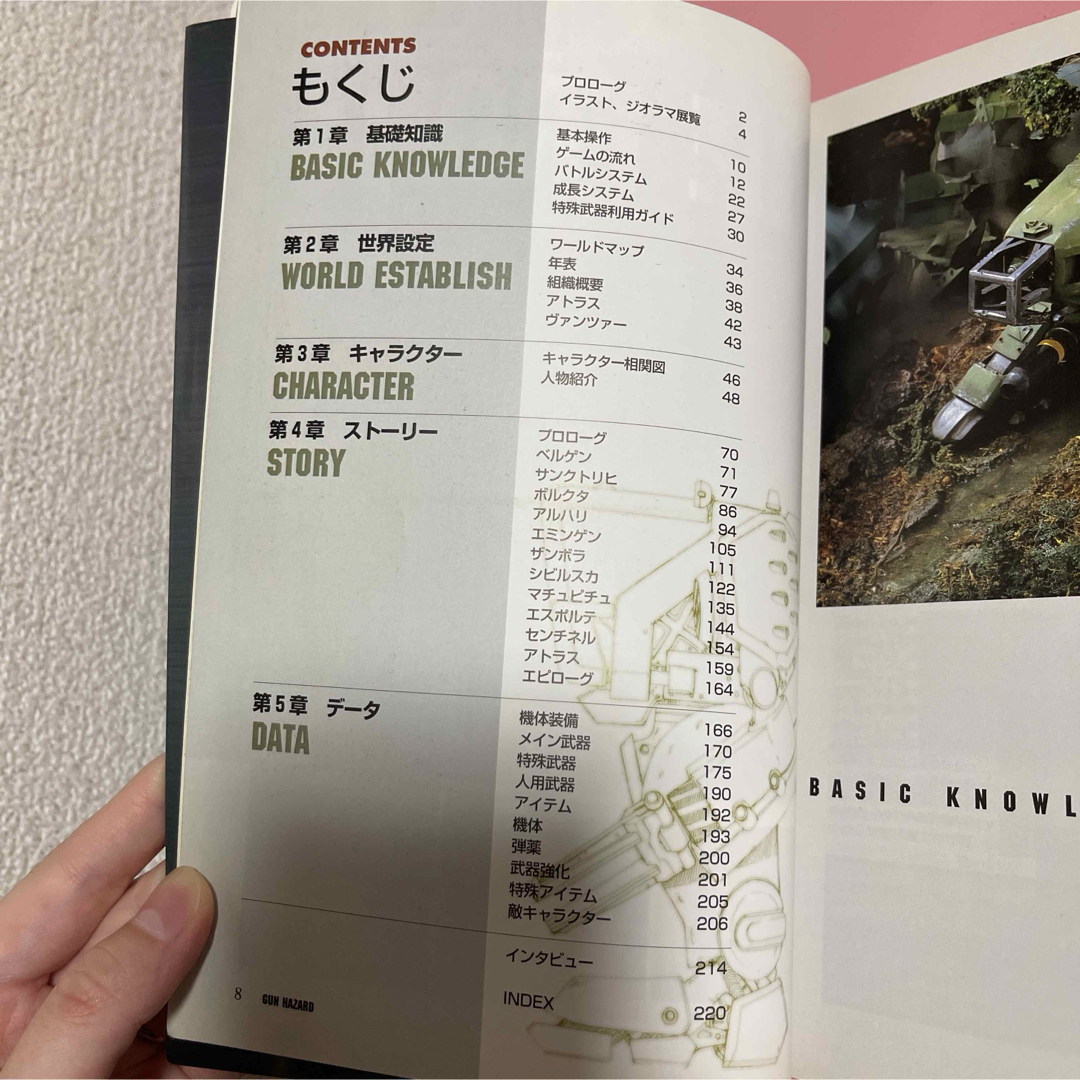 CONTENTS
もくじ
プロローグ 2
イラスト、ジオラマ展覧 4
第1章 基礎知識
BASIC KNOWLEDGE
基本操作 10
ゲームの流れ 12
バトルシステム 22
成長システム 27
特殊武器利用ガイド 30
第2章 世界設定
WORLD ESTABLISH
ワールドマップ 34
年表 36
組織概要 38
アトラス 42
ヴァンツァー 43
第3章 キャラクター
CHARACTER
キャラクター相関図 46
人物紹介 48
第4章 ストーリー
STORY
プロローグ 70
ベルゲン 71
サンクトリヒ 77
ボルクタ 86
アルハリ 94
エミンゲン 105
ザンボラ 111
シビルスカ 122
マチュピチュ 135
エスポルテ 144
センチネル 154
アトラス 159
エピローグ 164
第5章 データ
DATA
機体装備 166
メイン武器 170
特殊武器 175
人用武器 190
アイテム 192
機体 193
弾薬 200
武器強化 201
特殊アイテム 205
敵キャラクター 206
インタビュー 214
INDEX 220
8 GUN HAZARD
BASIC KNOWL